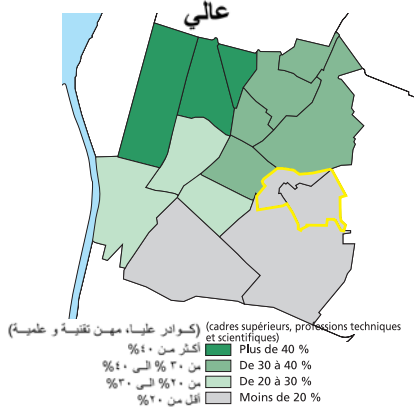 عالي
(كوادر عليا، مهن تقنية و علمية)
(cadres supérieurs, professions techniques
et scientifiques)
أكثر من ٤٠%
Plus de 40 %
من ٣٠ % الى ٤٠%
De 30 à 40 %
من ٢٠% الى ٣٠%
De 20 à 30 %
أقل من ٢٠%
Moins de 20 %